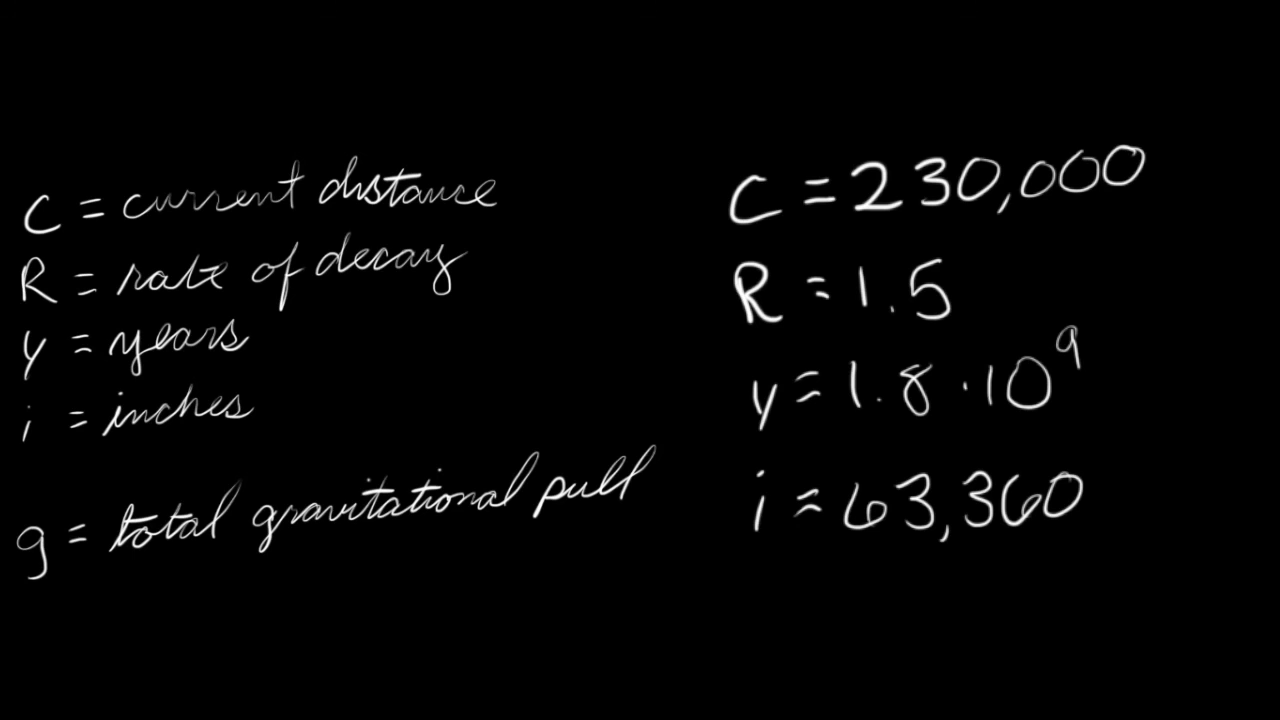 C = current distance
R = rate of decay
y = years
i = inches
g = total gravitational pull
C = 230,000
R = 1.5
y = 1.8 · 10⁹
i = 63,360